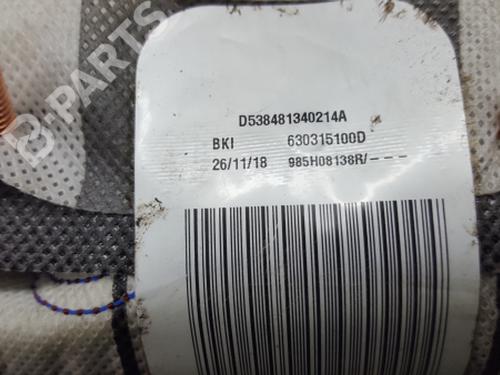 B-PARTS
D538481340214A
BKI 630315100D
26/11/18 985H08138R/---